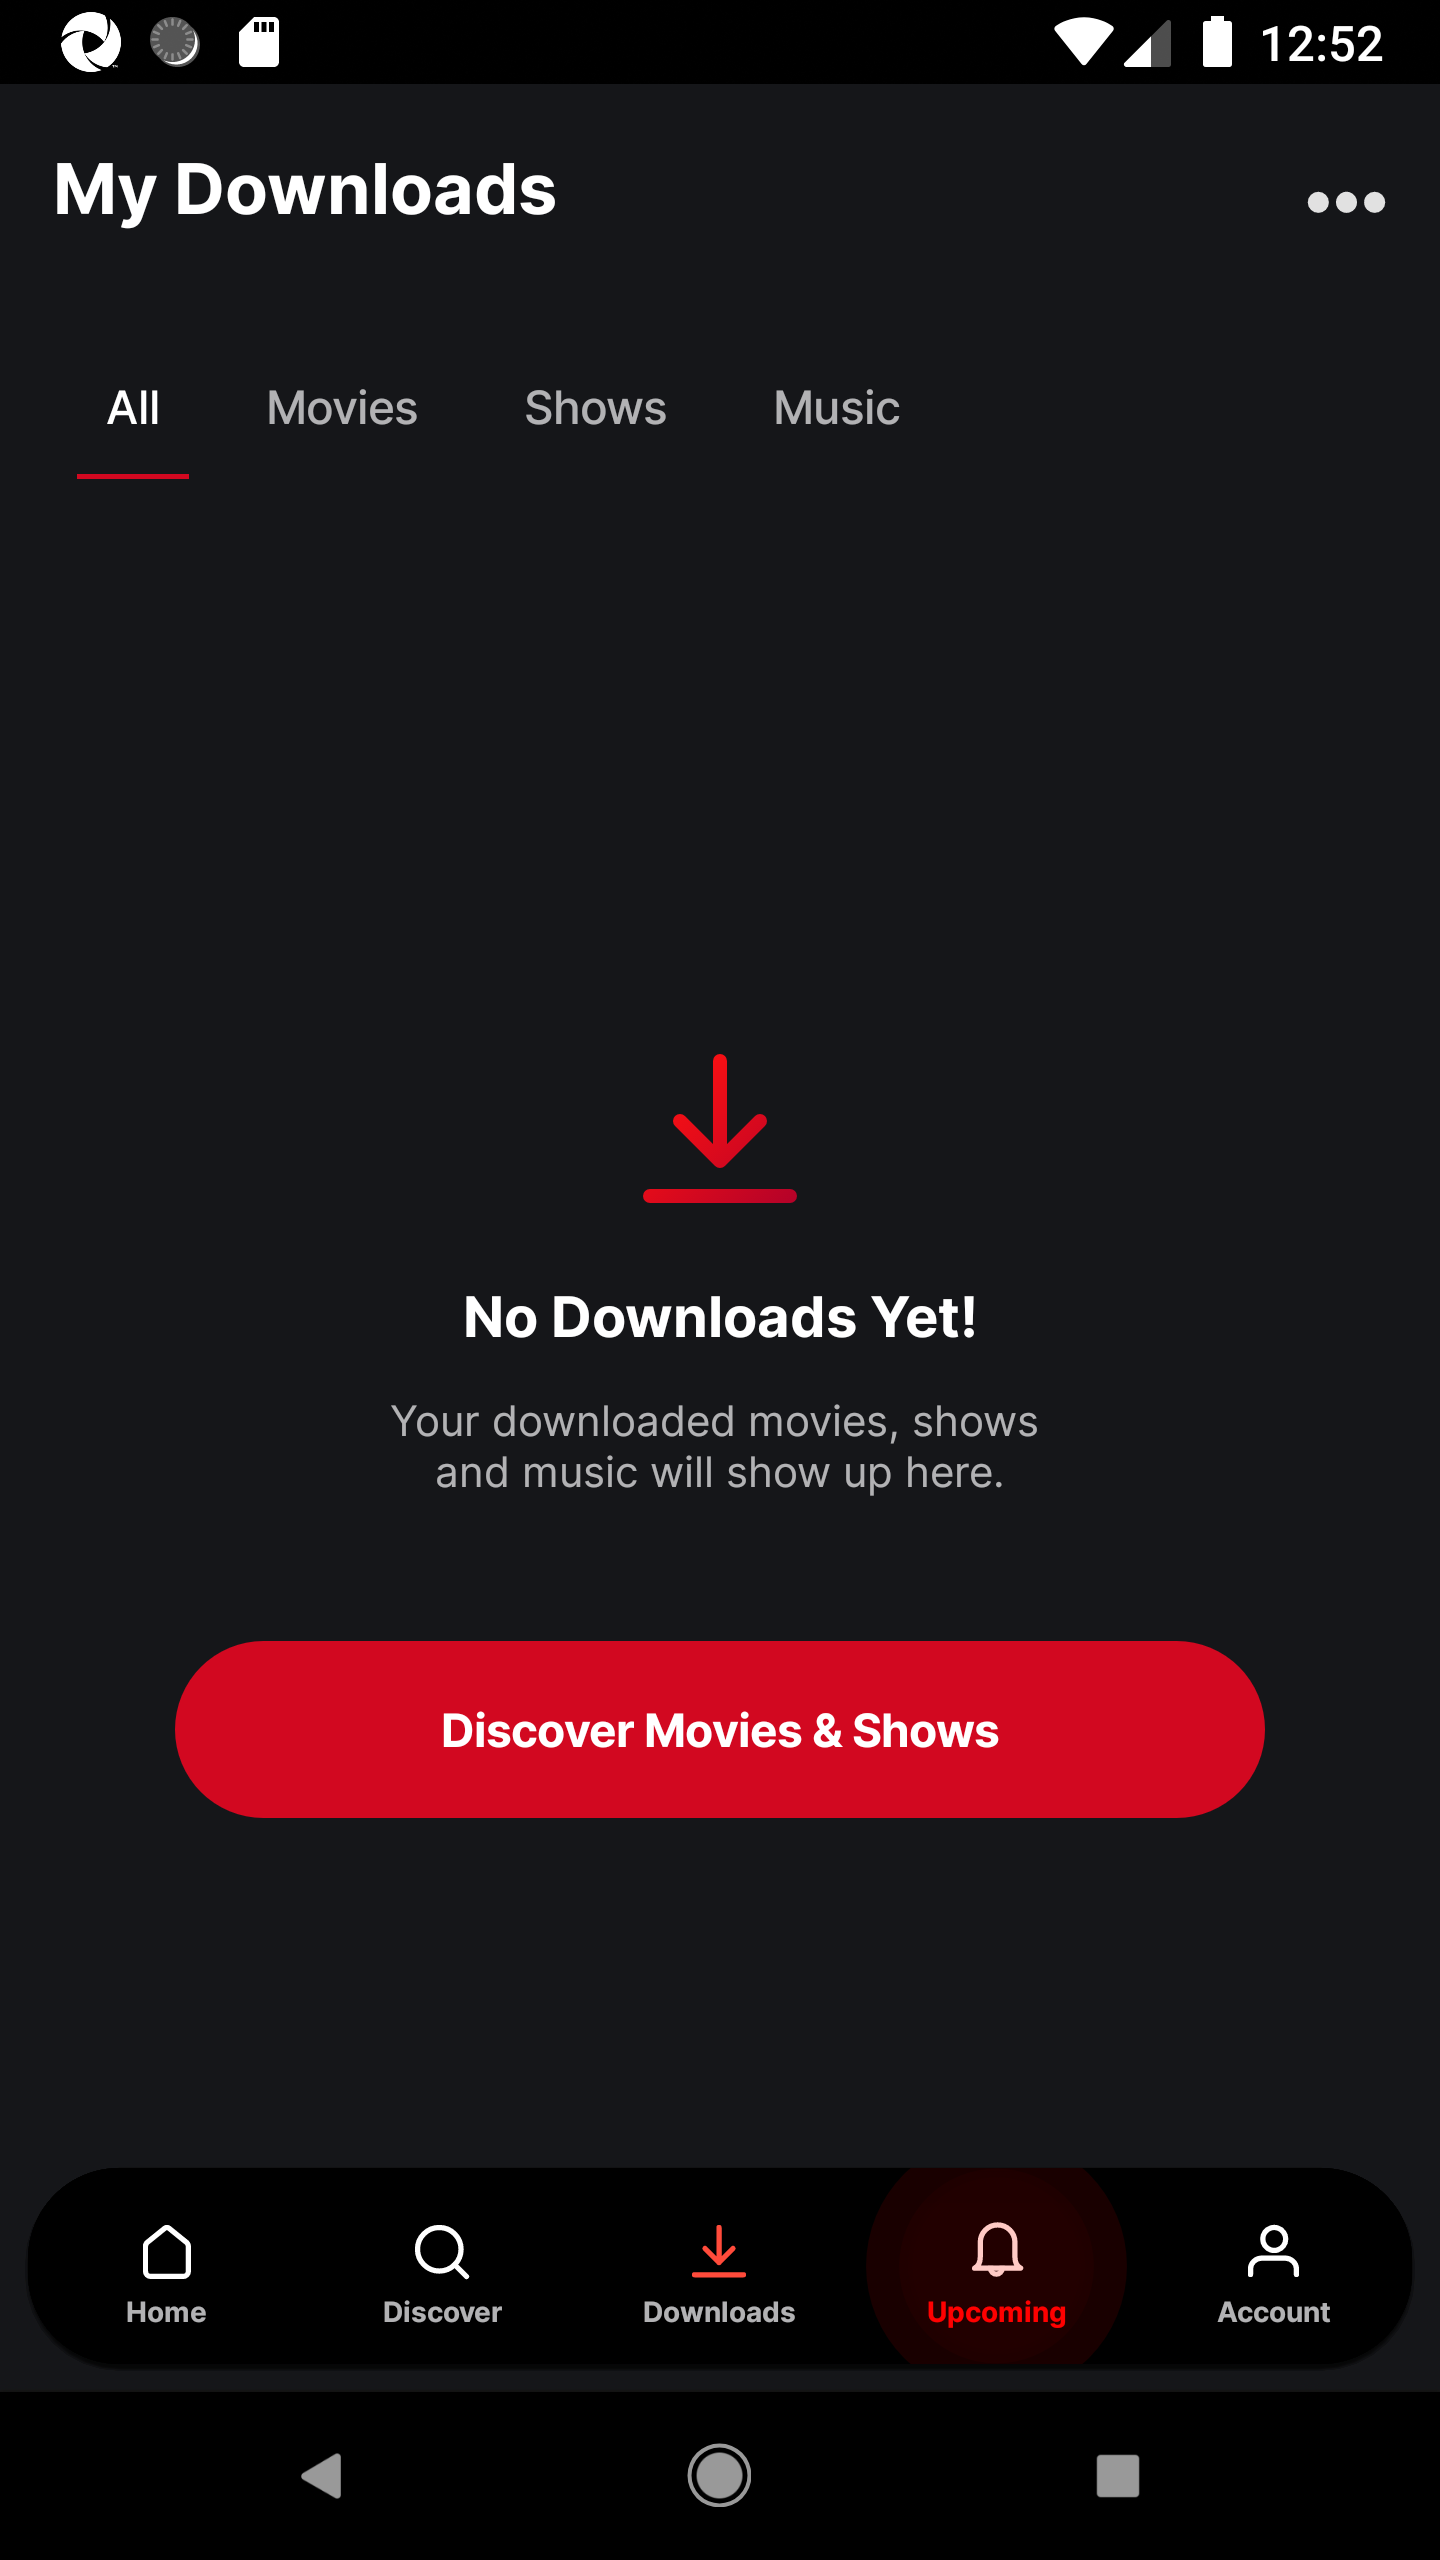 12:52
My Downloads
All
Movies
Shows
Music
No Downloads Yet!
Your downloaded movies, shows
and music will show up here.
Discover Movies & Shows
Home
Discover
Downloads
Upcoming
Account